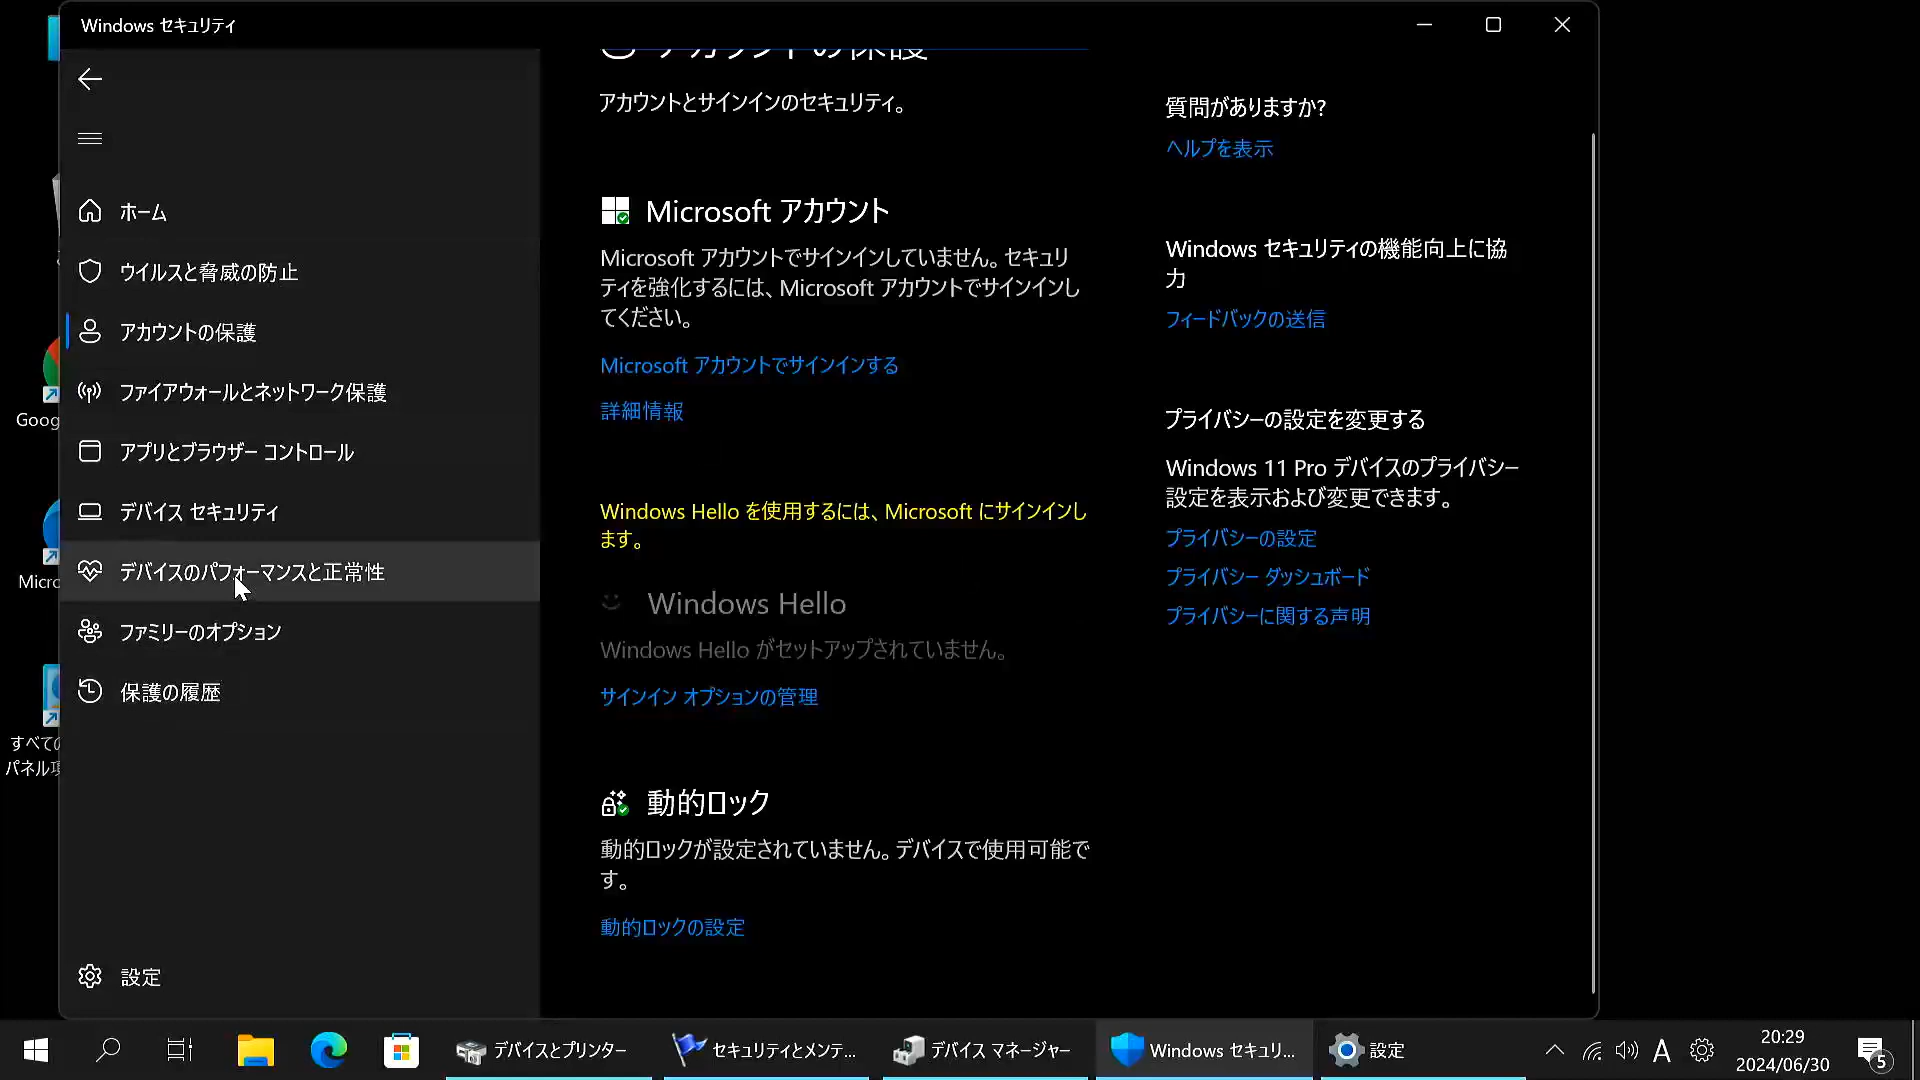 Windows セキュリティ
ホーム
ウイルスと脅威の防止
アカウントの保護
ファイアウォールとネットワーク保護
アプリとブラウザー コントロール
デバイス セキュリティ
デバイスのパフォーマンスと正常性
ファミリーのオプション
保護の履歴
設定
アカウントの保護
アカウントとサインインのセキュリティ。
Microsoft アカウント
Microsoft アカウントでサインインしていません。セキュリ
ティを強化するには、Microsoft アカウントでサインインし
てください。
Microsoft アカウントでサインインする
詳細情報
Windows Hello を使用するには、Microsoft にサインインし
ます。
Windows Hello
Windows Hello がセットアップされていません。
サインイン オプションの管理
動的ロック
動的ロックが設定されていません。デバイスで使用可能で
す。
動的ロックの設定
質問がありますか?
ヘルプを表示
Windows セキュリティの機能向上に協
力
フィードバックの送信
プライバシーの設定を変更する
Windows 11 Pro デバイスのプライバシー
設定を表示および変更できます。
プライバシーの設定
プライバシー ダッシュボード
プライバシーに関する声明
Goog
Micro
すべての
パネル項
デバイスとプリンター
セキュリティとメンテ...
デバイス マネージャー
Windows セキュリ...
設定
A
20:29
2024/06/30
5